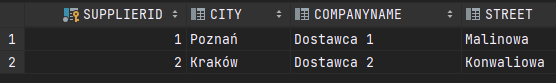 SUPPLIERID CITY COMPANYNAME STREET
1 1 Poznań Dostawca 1 Malinowa
2 2 Kraków Dostawca 2 Konwaliowa